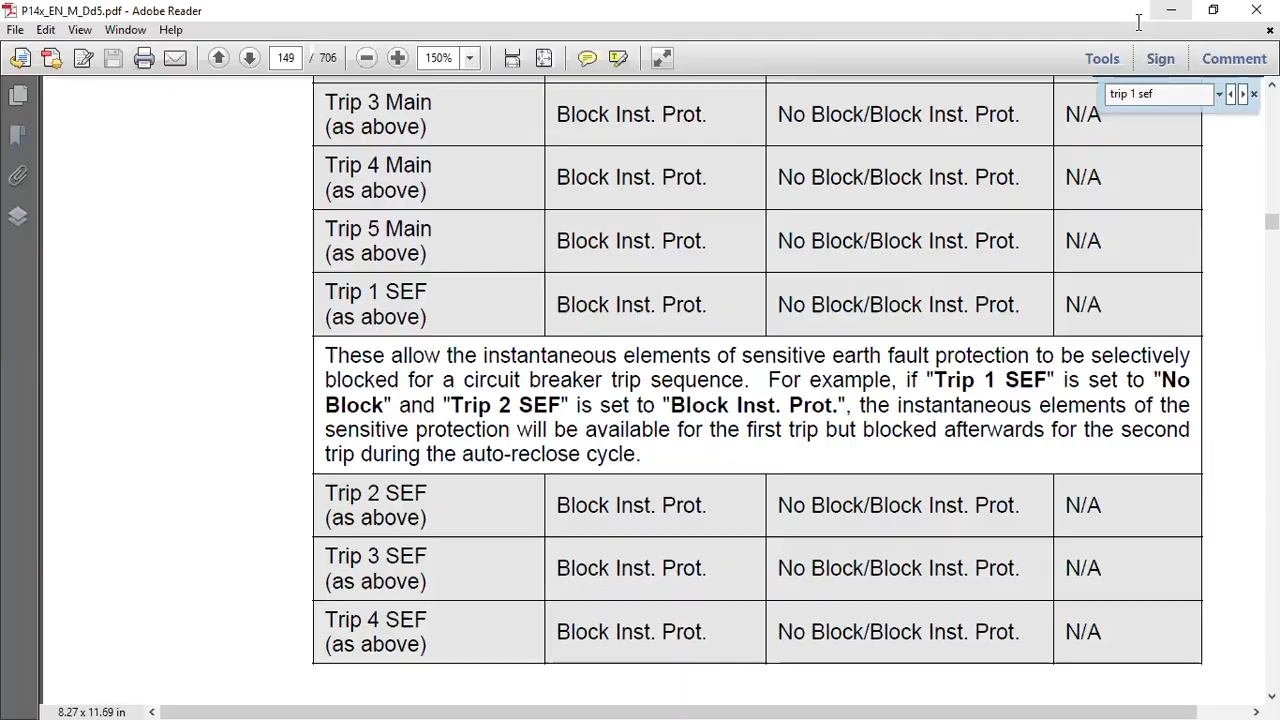 P14x_EN_M_Dd5.pdf - Adobe Reader
File Edit View Window Help
149 / 706 150% Tools Sign Comment
trip 1 sef
Trip 3 Main
(as above)
Block Inst. Prot.
No Block/Block Inst. Prot.
N/A
Trip 4 Main
(as above)
Block Inst. Prot.
No Block/Block Inst. Prot.
N/A
Trip 5 Main
(as above)
Block Inst. Prot.
No Block/Block Inst. Prot.
N/A
Trip 1 SEF
(as above)
Block Inst. Prot.
No Block/Block Inst. Prot.
N/A
These allow the instantaneous elements of sensitive earth fault protection to be selectively
blocked for a circuit breaker trip sequence. For example, if "Trip 1 SEF" is set to "No
Block" and "Trip 2 SEF" is set to "Block Inst. Prot.", the instantaneous elements of the
sensitive protection will be available for the first trip but blocked afterwards for the second
trip during the auto-reclose cycle.
Trip 2 SEF
(as above)
Block Inst. Prot.
No Block/Block Inst. Prot.
N/A
Trip 3 SEF
(as above)
Block Inst. Prot.
No Block/Block Inst. Prot.
N/A
Trip 4 SEF
(as above)
Block Inst. Prot.
No Block/Block Inst. Prot.
N/A
8.27 x 11.69 in